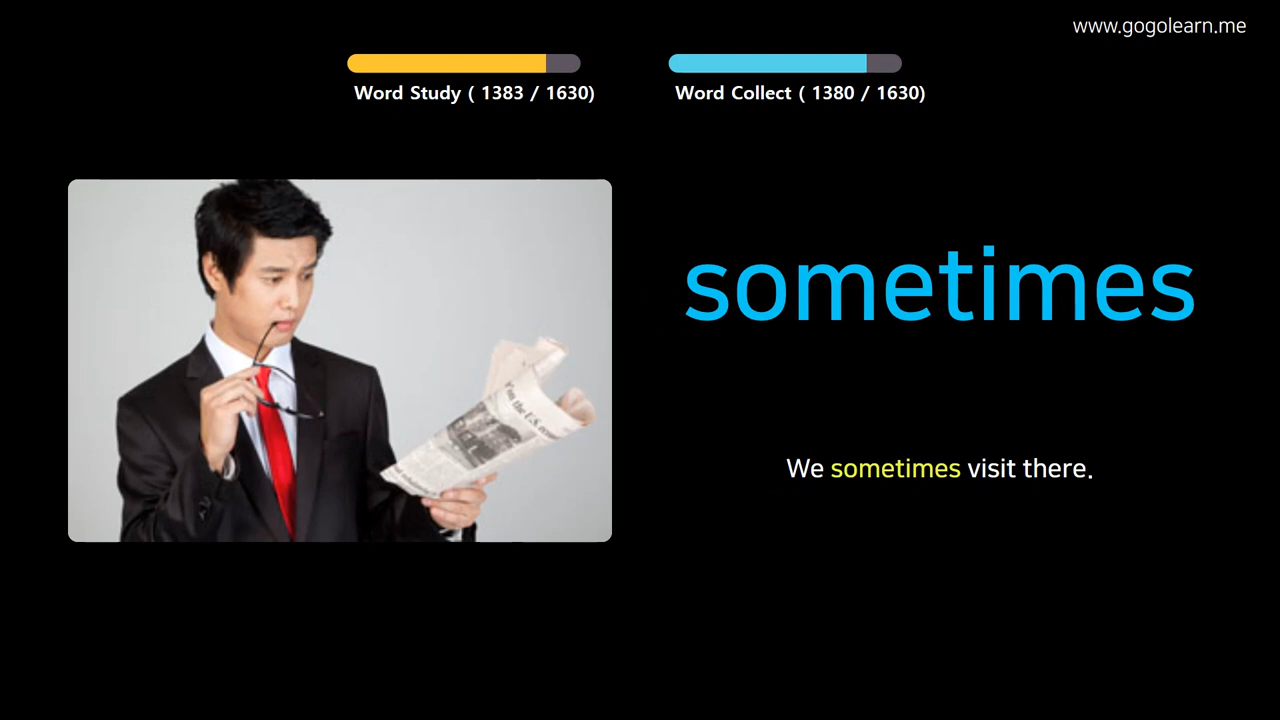 www.gogolearn.me
Word Study ( 1383 / 1630)
Word Collect ( 1380 / 1630)
sometimes
We sometimes visit there.